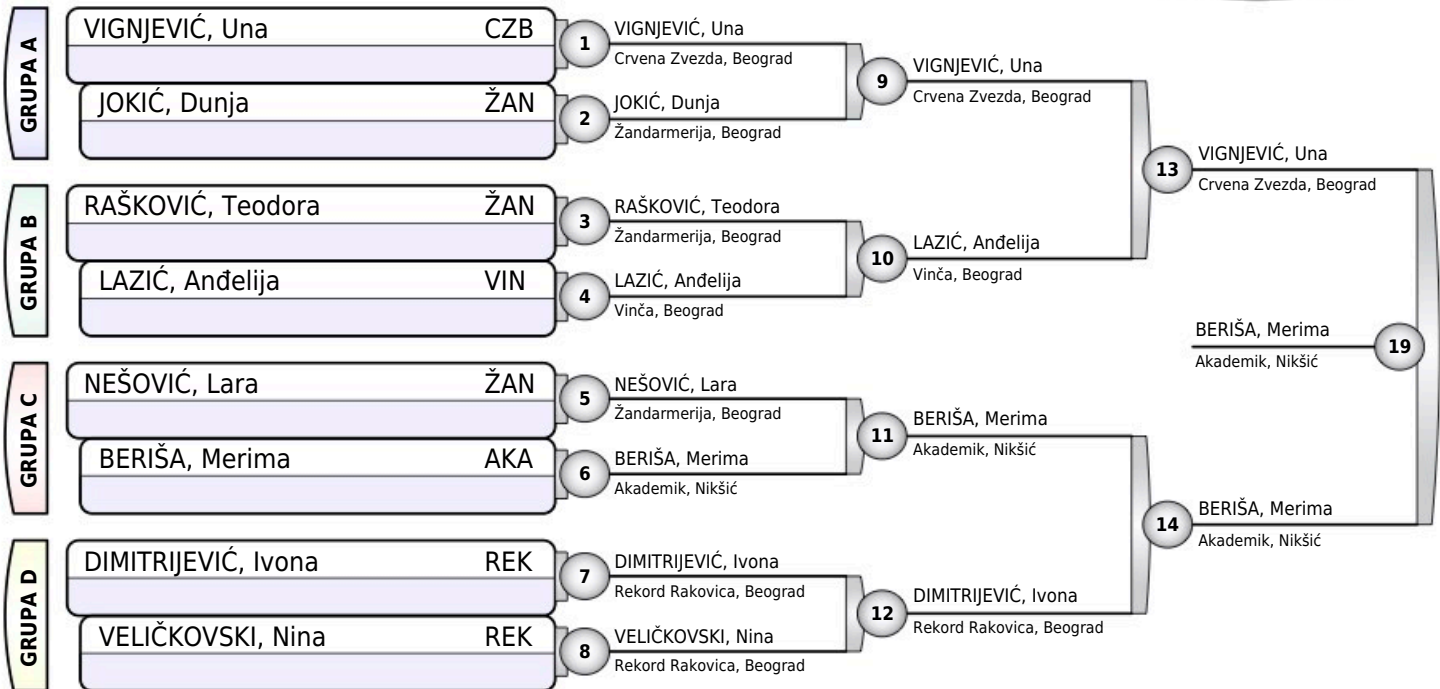 GRUPA A
VIGNJEVIĆ, Una CZB
JOKIĆ, Dunja ŽAN
1
VIGNJEVIĆ, Una
Crvena Zvezda, Beograd
2
JOKIĆ, Dunja
Žandarmerija, Beograd
9
VIGNJEVIĆ, Una
Crvena Zvezda, Beograd
GRUPA B
RAŠKOVIĆ, Teodora ŽAN
LAZIĆ, Anđelija VIN
3
RAŠKOVIĆ, Teodora
Žandarmerija, Beograd
4
LAZIĆ, Anđelija
Vinča, Beograd
10
LAZIĆ, Anđelija
Vinča, Beograd
13
VIGNJEVIĆ, Una
Crvena Zvezda, Beograd
GRUPA C
NEŠOVIĆ, Lara ŽAN
BERIŠA, Merima AKA
5
NEŠOVIĆ, Lara
Žandarmerija, Beograd
6
BERIŠA, Merima
Akademik, Nikšić
11
BERIŠA, Merima
Akademik, Nikšić
GRUPA D
DIMITRIJEVIĆ, Ivona REK
VELIČKOVSKI, Nina REK
7
DIMITRIJEVIĆ, Ivona
Rekord Rakovica, Beograd
8
VELIČKOVSKI, Nina
Rekord Rakovica, Beograd
12
DIMITRIJEVIĆ, Ivona
Rekord Rakovica, Beograd
14
BERIŠA, Merima
Akademik, Nikšić
BERIŠA, Merima
Akademik, Nikšić
19